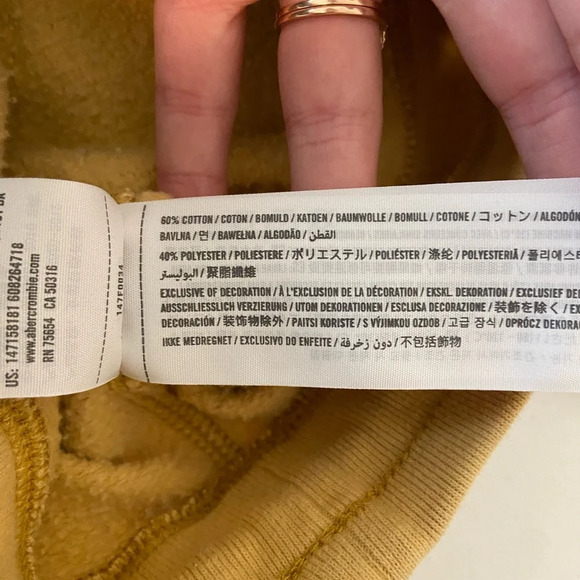 60% COTTON / COTON / BOMULD / KATOEN / BAUMWOLLE / BOMULL / COTONE / コットン / ALGODÓN
BAVLNA / 면 / BAWEŁNA / ALGODÃO / القطن
40% POLYESTER / POLIESTERE / ポリエステル / POLIÉSTER / 涤纶 / POLYESTERIÄ / 폴리에스테
البوليستر / 聚酯纖維
EXCLUSIVE OF DECORATION / À L'EXCLUSION DE LA DÉCORATION / EKSKL. DEKORATION / EXCLUSIEF DE
AUSSCHLIESSLICH VERZIERUNG / UTOM DEKORATIONEN / ESCLUSA DECORAZIONE / 装飾を除く / EX
DECORACIÓN / 装饰物除外 / PAITSI KORISTE / S VÝJIMKOU OZDOB / 고급 장식 / OPRÓCZ DEKORA
IKKE MEDREGNET / EXCLUSIVO DO ENFEITE / دون زخرفة / 不包括飾物
147F0934
US: 147158181 608264718
www.abercrombie.com
RN 75654 CA 50316